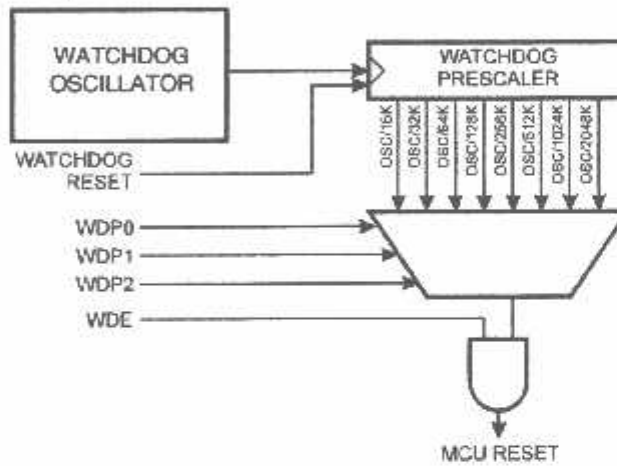 WATCHDOG
OSCILLATOR
WATCHDOG
PRESCALER
OSC/16K
OSC/32K
OSC/64K
OSC/128K
OSC/256K
OSC/512K
OSC/1024K
OSC/2048K
WATCHDOG
RESET
WDP0
WDP1
WDP2
WDE
MCU RESET